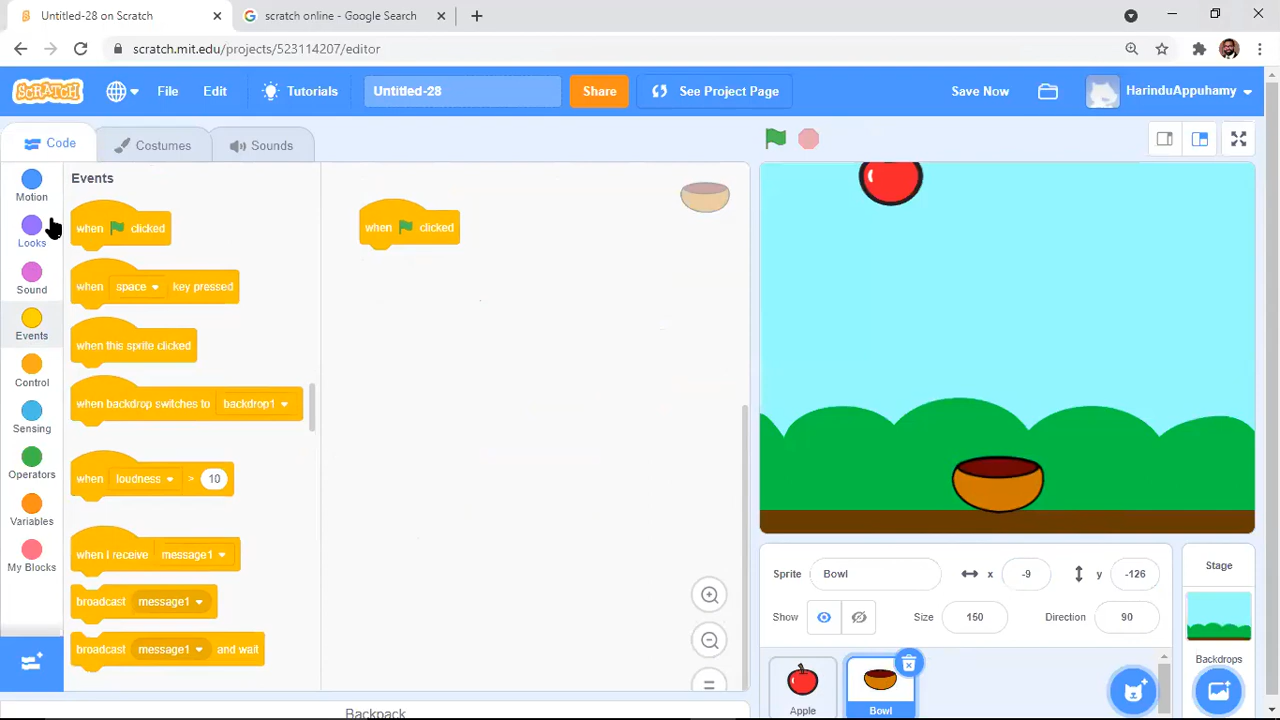 Untitled-28 on Scratch
scratch online - Google Search
scratch.mit.edu/projects/523114207/editor
SCRATCH
File
Edit
Tutorials
Untitled-28
Share
See Project Page
Save Now
HarinduAppuhamy
Code
Costumes
Sounds
Motion
Looks
Sound
Events
Control
Sensing
Operators
Variables
My Blocks
Events
when clicked
when space key pressed
when this sprite clicked
when backdrop switches to backdrop1
when loudness > 10
when I receive message1
broadcast message1
broadcast message1 and wait
when clicked
Backpack
Sprite Bowl x -9 y -126
Show Size 150 Direction 90
Apple
Bowl
Stage
Backdrops